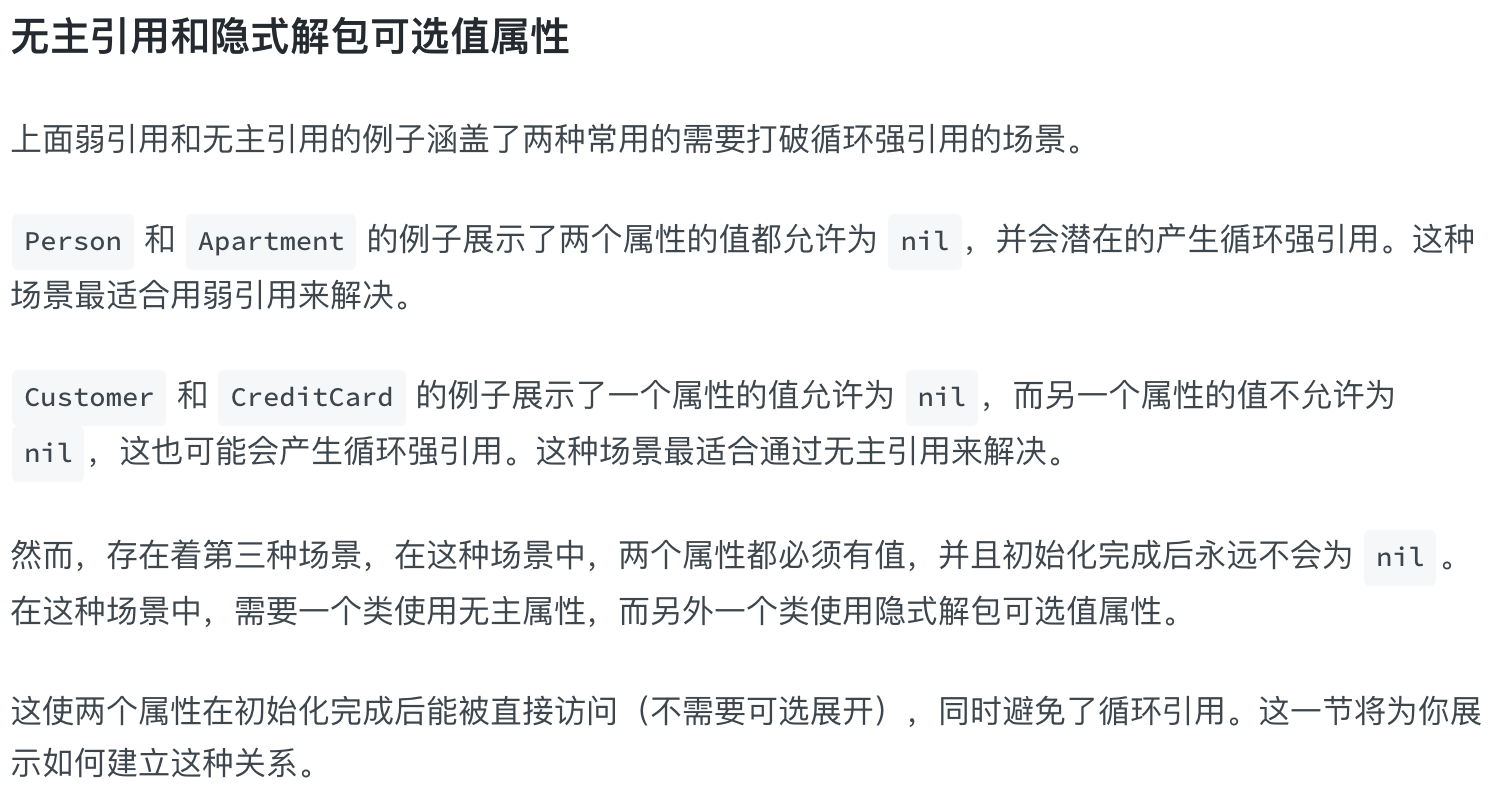 无主引用和隐式解包可选值属性
上面弱引用和无主引用的例子涵盖了两种常用的需要打破循环强引用的场景。
Person 和 Apartment 的例子展示了两个属性的值都允许为 nil ，并会潜在的产生循环强引用。这种
场景最适合用弱引用来解决。
Customer 和 CreditCard 的例子展示了一个属性的值允许为 nil ，而另一个属性的值不允许为
nil ，这也可能会产生循环强引用。这种场景最适合通过无主引用来解决。
然而，存在着第三种场景，在这种场景中，两个属性都必须有值，并且初始化完成后永远不会为 nil 。
在这种场景中，需要一个类使用无主属性，而另外一个类使用隐式解包可选值属性。
这使两个属性在初始化完成后能被直接访问（不需要可选展开），同时避免了循环引用。这一节将为你展
示如何建立这种关系。